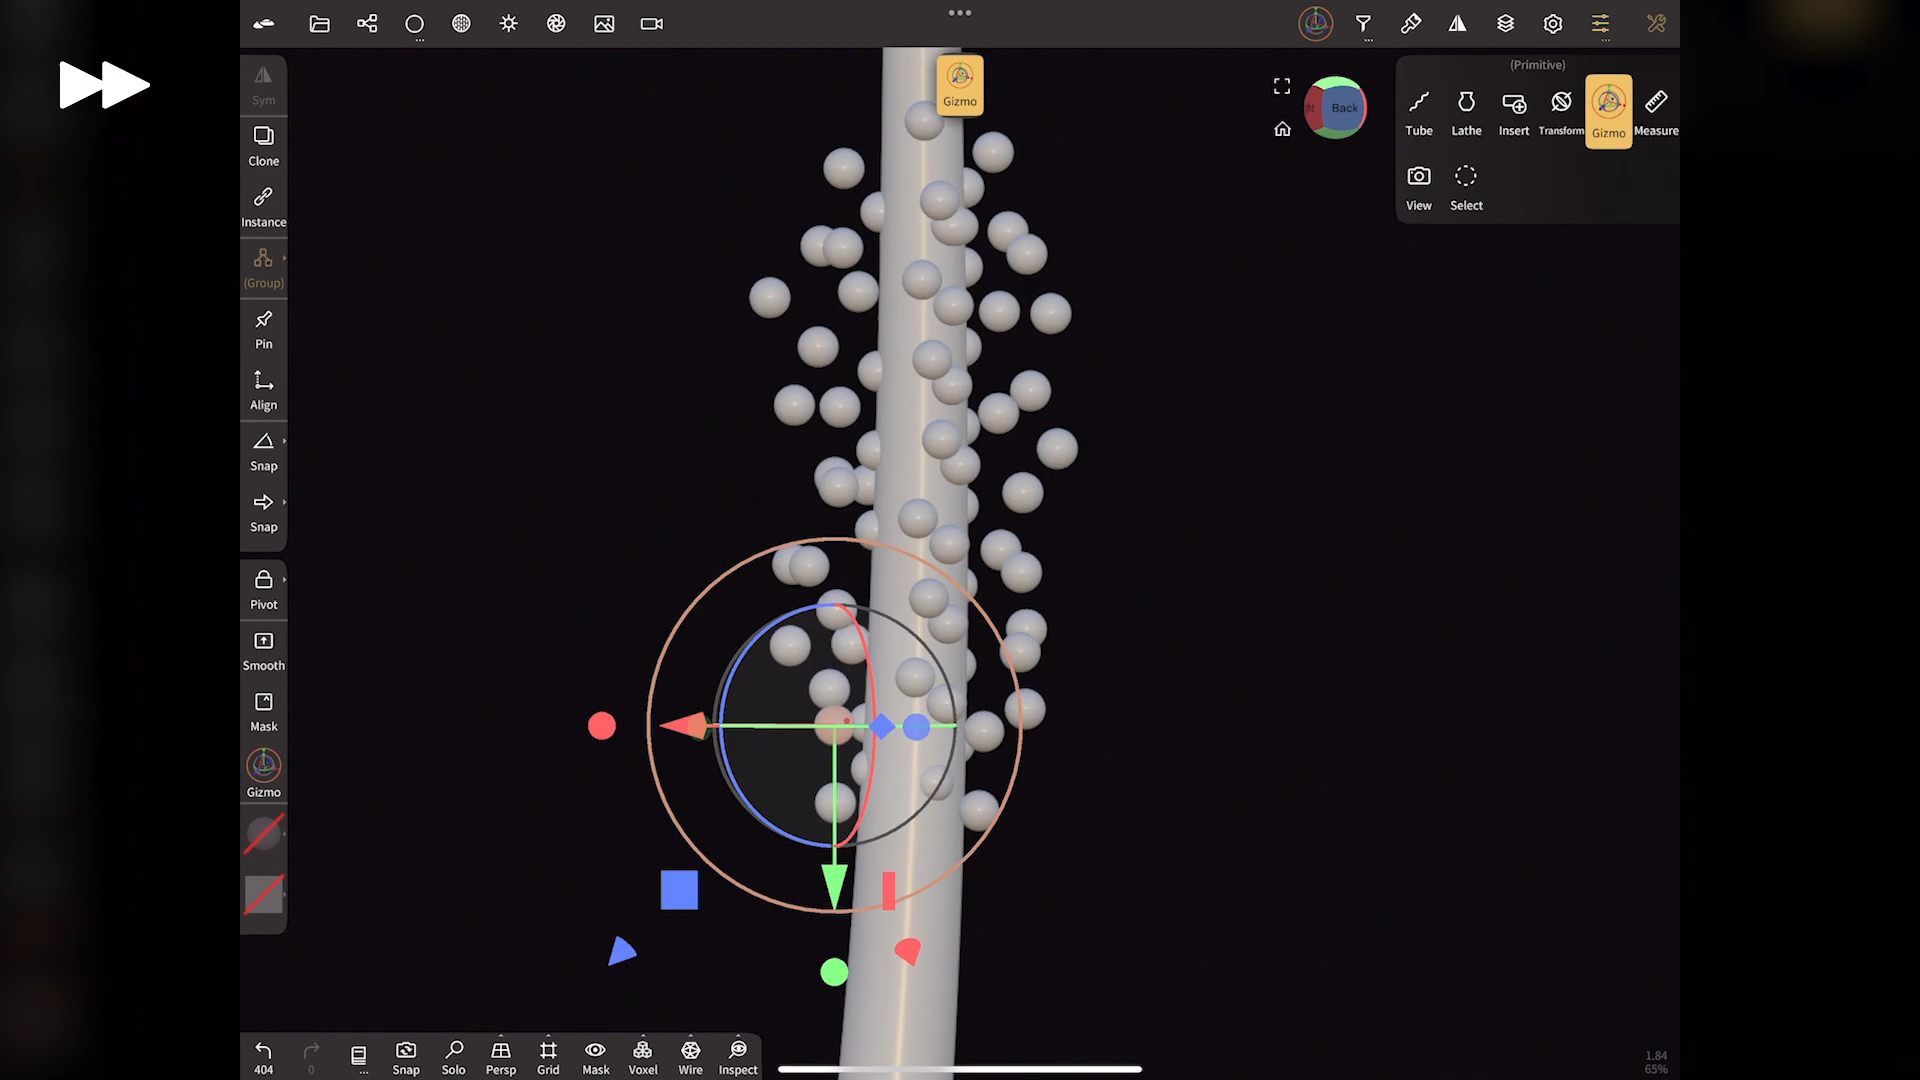 Sym
Clone
Instance
(Group)
Pin
Align
Snap
Snap
Pivot
Smooth
Mask
Gizmo
Gizmo
Back
(Primitive)
Tube
Lathe
Insert
Transform
Gizmo
Measure
View
Select
404
0
...
Snap
Solo
Persp
Grid
Mask
Voxel
Wire
Inspect
1.84
65%